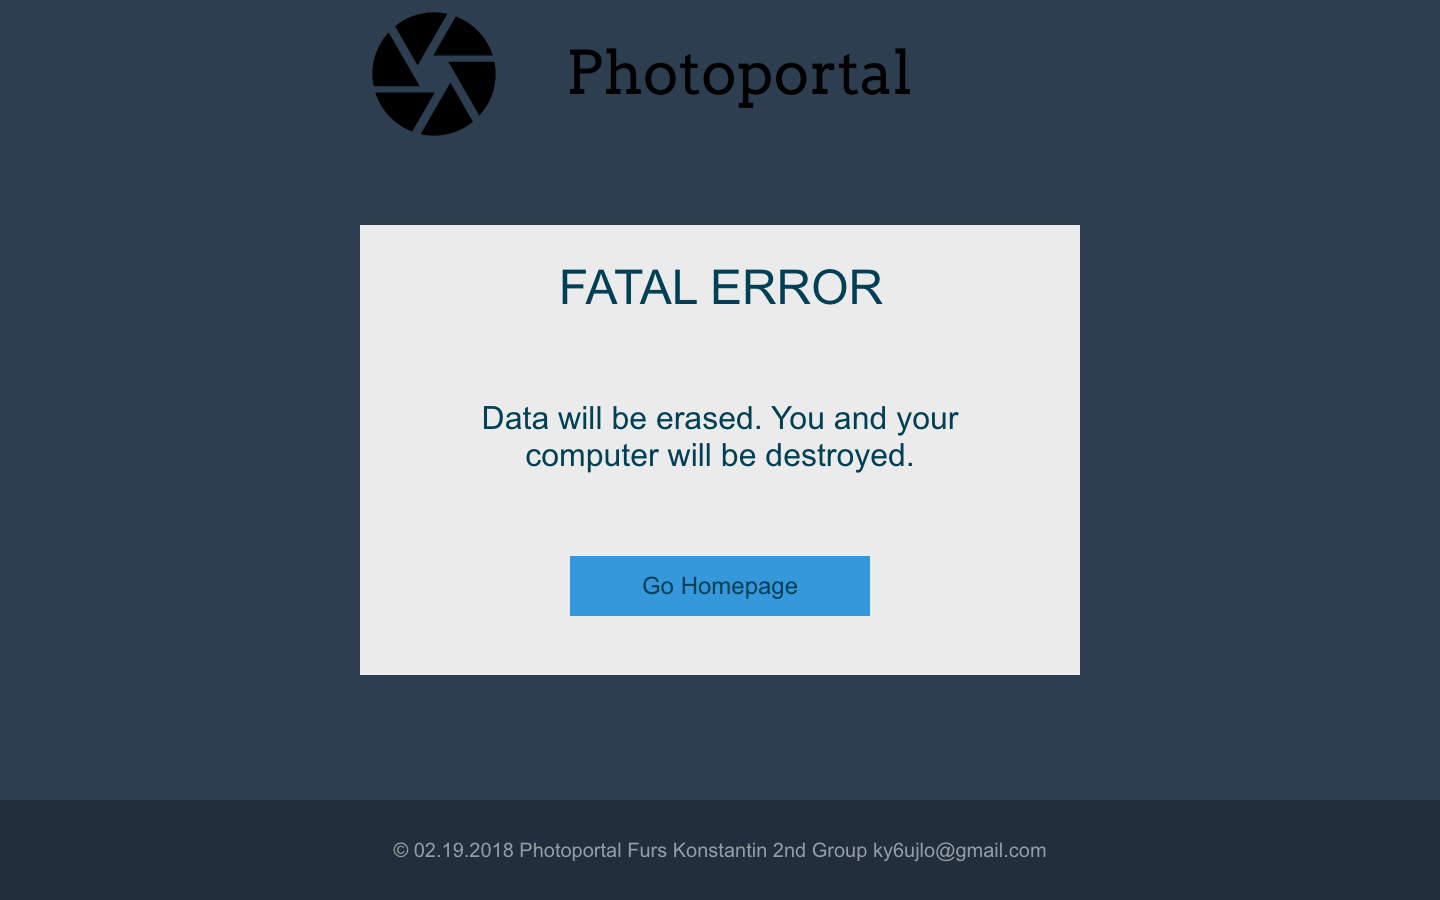 Photoportal
FATAL ERROR
Data will be erased. You and your
computer will be destroyed.
Go Homepage
© 02.19.2018 Photoportal Furs Konstantin 2nd Group ky6ujlo@gmail.com